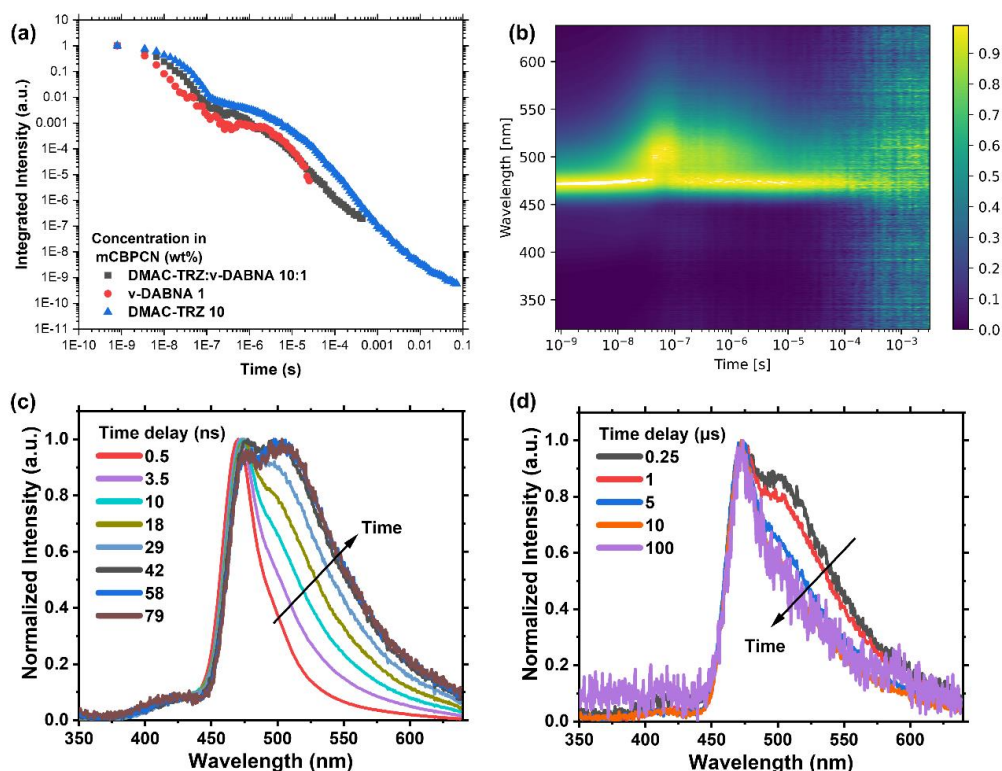 (a)
Integrated Intensity (a.u.)
10
1
0.1
0.01
0.001
1E-4
1E-5
1E-6
1E-7
1E-8
1E-9
1E-10
1E-11
Concentration in
mCBPCN (wt%)
DMAC-TRZ:ν-DABNA 10:1
ν-DABNA 1
DMAC-TRZ 10
1E-10 1E-9 1E-8 1E-7 1E-6 1E-5 1E-4 0.001 0.01 0.1
Time (s)
(b)
Wavelength [nm]
600
550
500
450
400
350
10⁻⁹ 10⁻⁸ 10⁻⁷ 10⁻⁶ 10⁻⁵ 10⁻⁴ 10⁻³
Time [s]
0.9
0.8
0.7
0.6
0.5
0.4
0.3
0.2
0.1
0.0
(c)
Normalized Intensity (a.u.)
1.0
0.8
0.6
0.4
0.2
0.0
Time delay (ns)
0.5
3.5
10
18
29
42
58
79
Time
350 400 450 500 550 600
Wavelength (nm)
(d)
Normalized Intensity (a.u.)
1.0
0.8
0.6
0.4
0.2
0.0
Time delay (µs)
0.25
1
5
10
100
Time
350 400 450 500 550 600
Wavelength (nm)